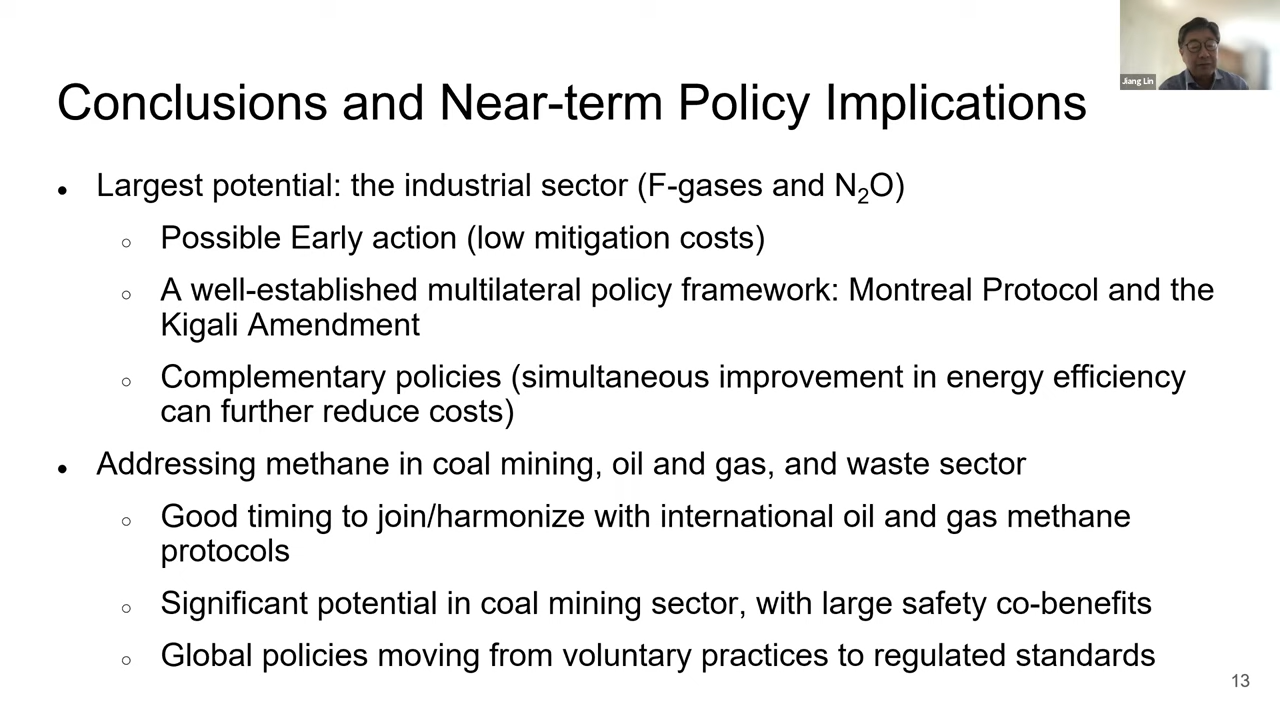 Jiang Lin
Conclusions and Near-term Policy Implications
● Largest potential: the industrial sector (F-gases and N₂O)
○ Possible Early action (low mitigation costs)
○ A well-established multilateral policy framework: Montreal Protocol and the
Kigali Amendment
○ Complementary policies (simultaneous improvement in energy efficiency
can further reduce costs)
● Addressing methane in coal mining, oil and gas, and waste sector
○ Good timing to join/harmonize with international oil and gas methane
protocols
○ Significant potential in coal mining sector, with large safety co-benefits
○ Global policies moving from voluntary practices to regulated standards
13